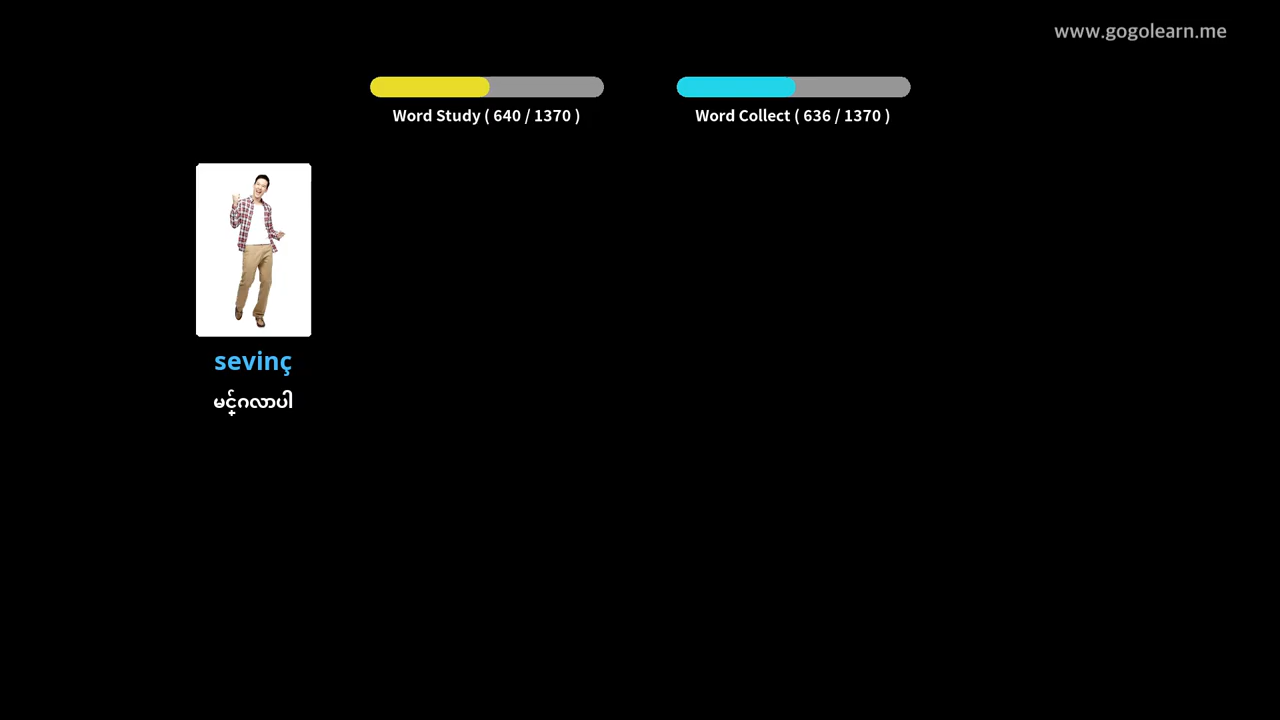 www.gogolearn.me
Word Study ( 640 / 1370 )
Word Collect ( 636 / 1370 )
sevinç
မင်္ဂလာပါ